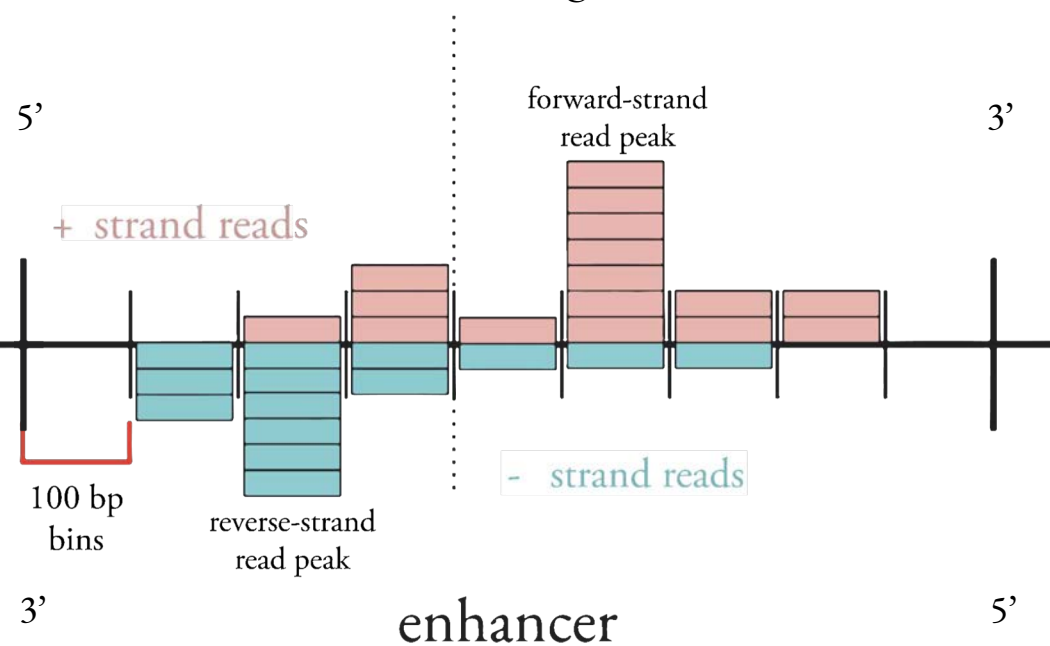 forward-strand
read peak
5’
3’
+ strand reads
- strand reads
100 bp
bins
reverse-strand
read peak
3’
enhancer
5’